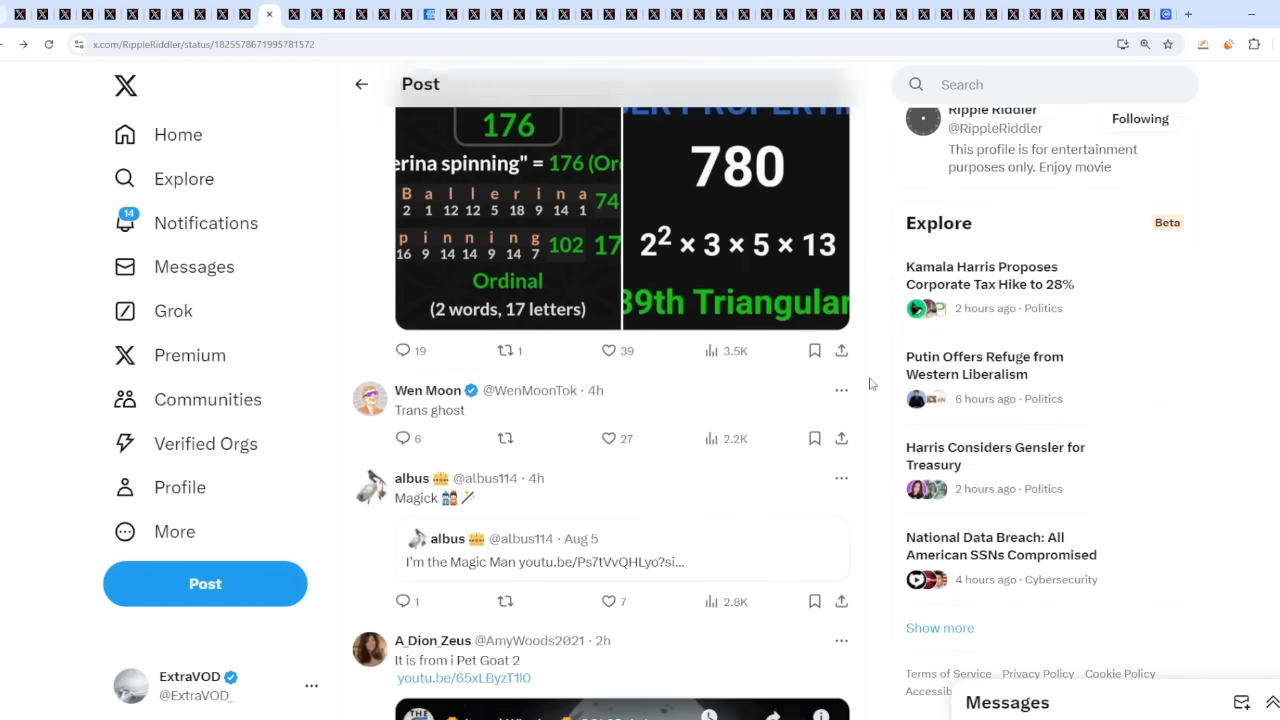 x.com/RippleRiddler/status/1825578671995781572
Home
Explore
14
Notifications
Messages
Grok
Premium
Communities
Verified Orgs
Profile
More
Post
ExtraVOD
@ExtraVOD_
Post
176
erina spinning" = 176 (Or
B a l l e r i n a
2 1 12 12 5 18 9 14 1 74
p i n n i n g
16 9 14 14 9 14 7 102 17
Ordinal
(2 words, 17 letters)
780
2² × 3 × 5 × 13
39th Triangular
19 1 39 3.5K
Wen Moon @WenMoonTok · 4h
Trans ghost
6 27 2.2K
albus @albus114 · 4h
Magick
albus @albus114 · Aug 5
I'm the Magic Man youtu.be/Ps7tVvQHLyo?si...
1 7 2.8K
A_Dion_Zeus @AmyWoods2021 · 2h
It is from i Pet Goat 2
youtu.be/65xLByzT1l0
THE
Search
Ripple Riddler
@RippleRiddler
Following
This profile is for entertainment
purposes only. Enjoy movie
Explore
Beta
Kamala Harris Proposes
Corporate Tax Hike to 28%
2 hours ago · Politics
Putin Offers Refuge from
Western Liberalism
6 hours ago · Politics
Harris Considers Gensler for
Treasury
2 hours ago · Politics
National Data Breach: All
American SSNs Compromised
4 hours ago · Cybersecurity
Show more
Terms of Service Privacy Policy Cookie Policy
Accessib
Messages